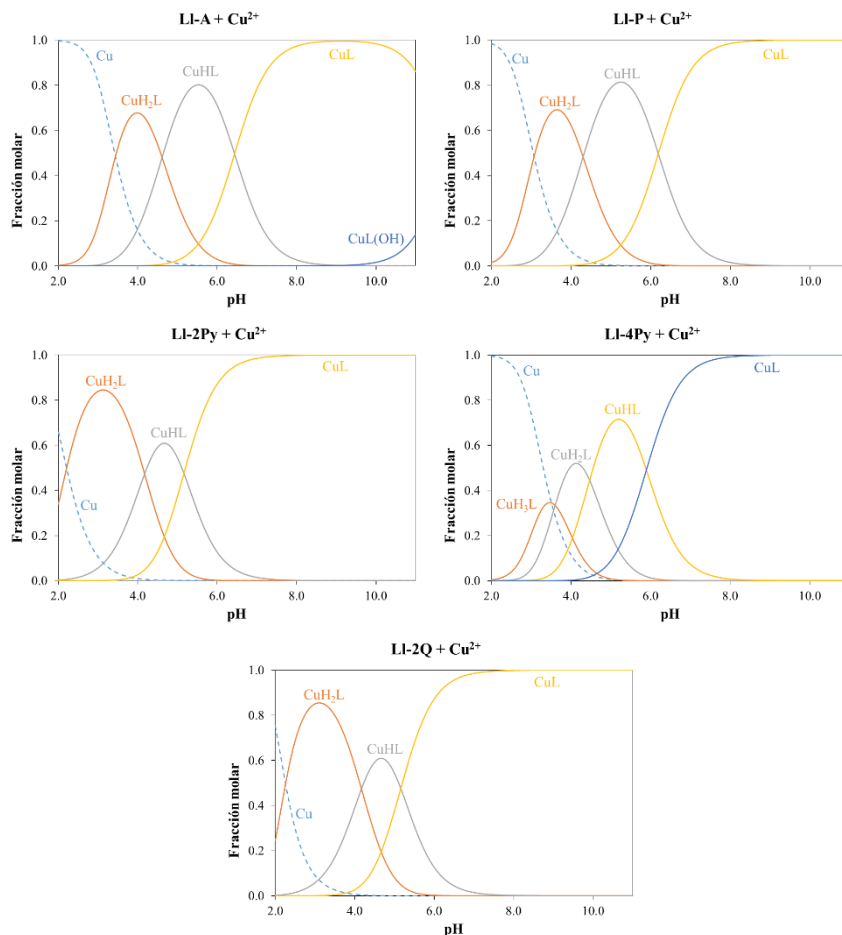 Ll-A + Cu²⁺
1.0
0.8
0.6
0.4
0.2
0.0
Fracción molar
Cu
CuH₂L
CuHL
CuL
CuL(OH)
2.0 4.0 6.0 8.0 10.0
pH
Ll-P + Cu²⁺
1.0
0.8
0.6
0.4
0.2
0.0
Fracción molar
Cu
CuH₂L
CuHL
CuL
2.0 4.0 6.0 8.0 10.0
pH
Ll-2Py + Cu²⁺
1.0
0.8
0.6
0.4
0.2
0.0
Fracción molar
CuH₂L
CuHL
Cu
CuL
2.0 4.0 6.0 8.0 10.0
pH
Ll-4Py + Cu²⁺
1.0
0.8
0.6
0.4
0.2
0.0
Fracción molar
Cu
CuH₃L
CuH₂L
CuHL
CuL
2.0 4.0 6.0 8.0 10.0
pH
Ll-2Q + Cu²⁺
1.0
0.8
0.6
0.4
0.2
0.0
Fracción molar
CuH₂L
CuHL
Cu
CuL
2.0 4.0 6.0 8.0 10.0
pH